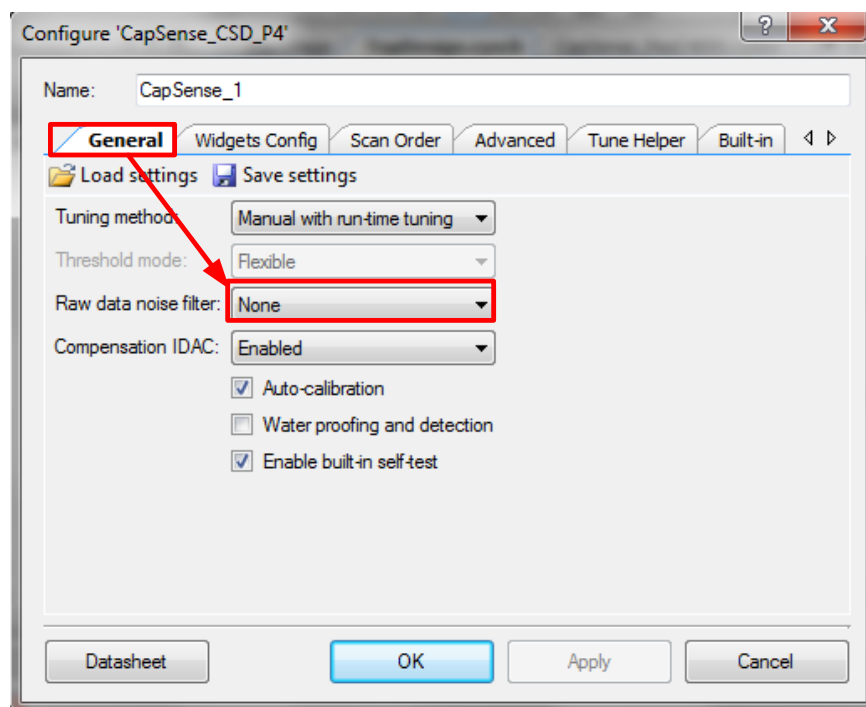 Configure 'CapSense_CSD_P4'
Name: CapSense_1
General Widgets Config Scan Order Advanced Tune Helper Built-in
Load settings Save settings
Tuning method: Manual with run-time tuning
Threshold mode: Flexible
Raw data noise filter: None
Compensation IDAC: Enabled
Auto-calibration
Water proofing and detection
Enable built-in self-test
Datasheet OK Apply Cancel